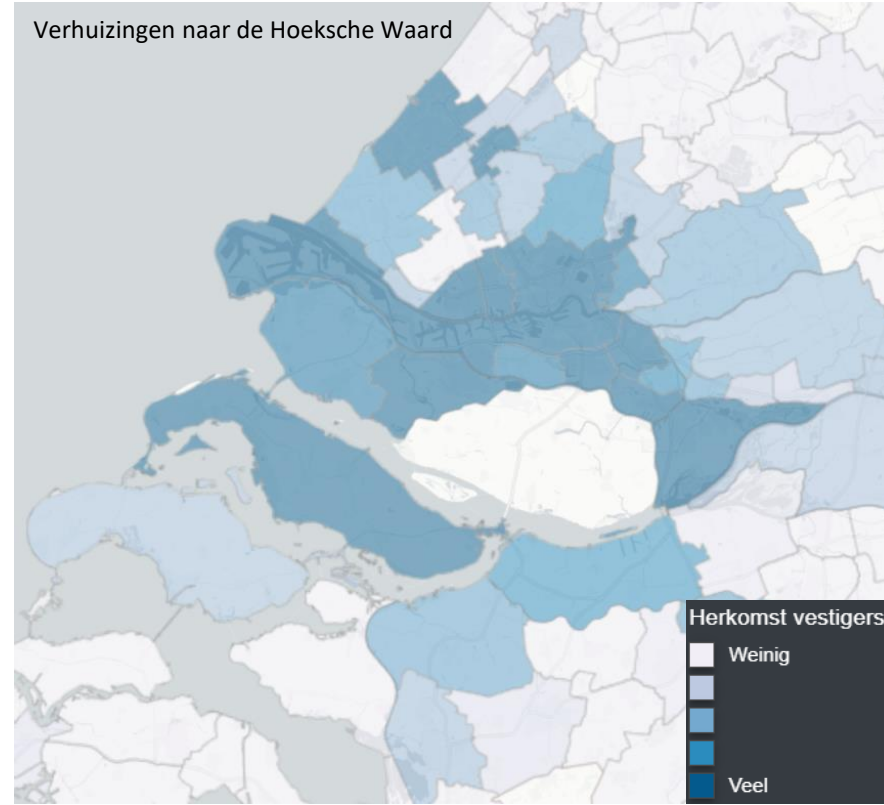 Verhuizingen naar de Hoeksche Waard
Herkomst vestigers
Weinig
Veel